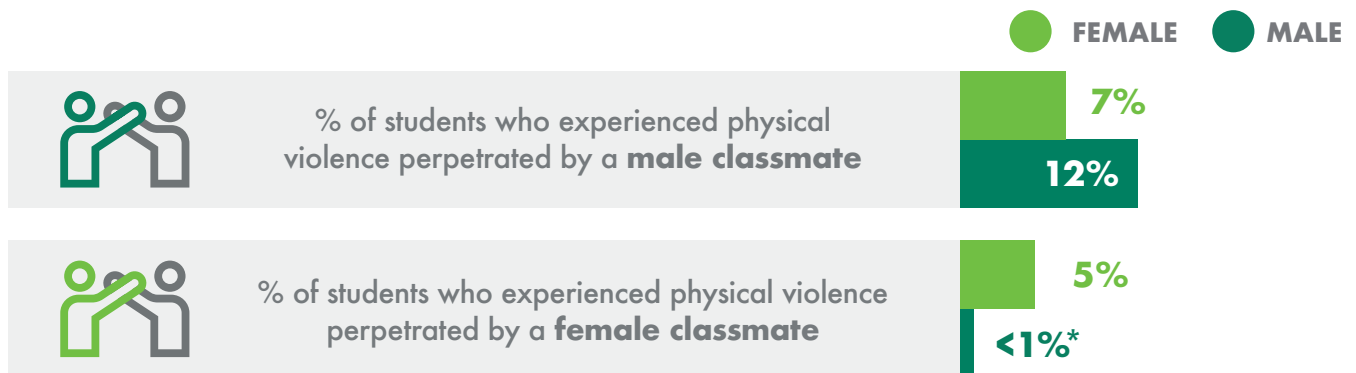 FEMALE MALE
% of students who experienced physical
violence perpetrated by a male classmate
7%
12%
% of students who experienced physical violence
perpetrated by a female classmate
5%
<1%*